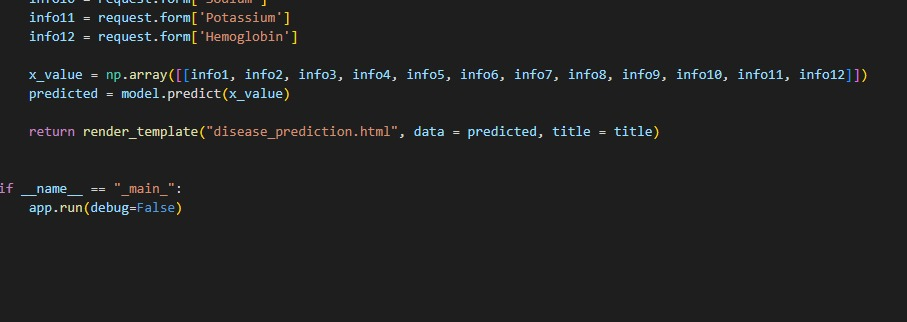 info10 = request.form['Sodium']
info11 = request.form['Potassium']
info12 = request.form['Hemoglobin']
x_value = np.array([[info1, info2, info3, info4, info5, info6, info7, info8, info9, info10, info11, info12]])
predicted = model.predict(x_value)
return render_template("disease_prediction.html", data = predicted, title = title)
if __name__ == "_main_":
app.run(debug=False)